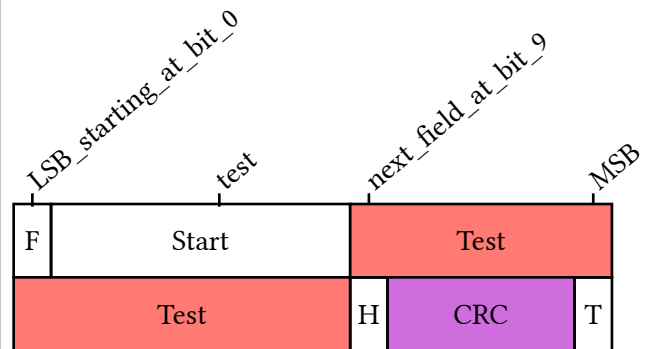 LSB_starting_at_bit_0
test
next_field_at_bit_9
MSB
F Start Test
Test H CRC T